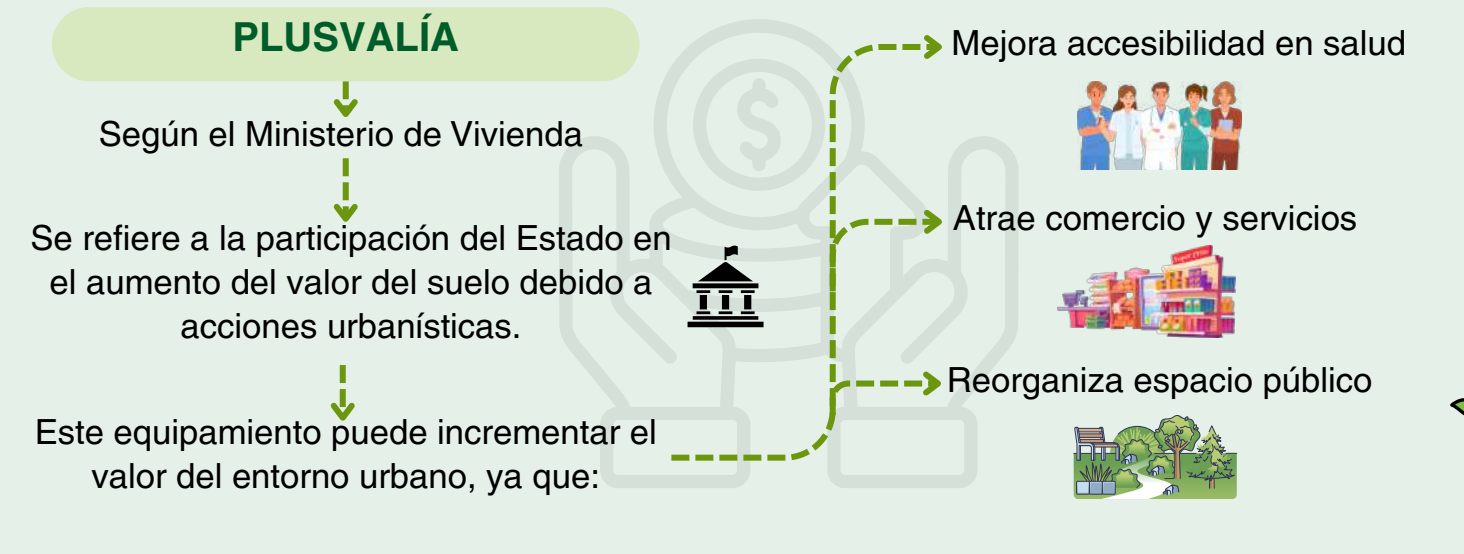 PLUSVALÍA
Según el Ministerio de Vivienda
Se refiere a la participación del Estado en
el aumento del valor del suelo debido a
acciones urbanísticas.
Este equipamiento puede incrementar el
valor del entorno urbano, ya que:
Mejora accesibilidad en salud
$
Atrae comercio y servicios
Reorganiza espacio público